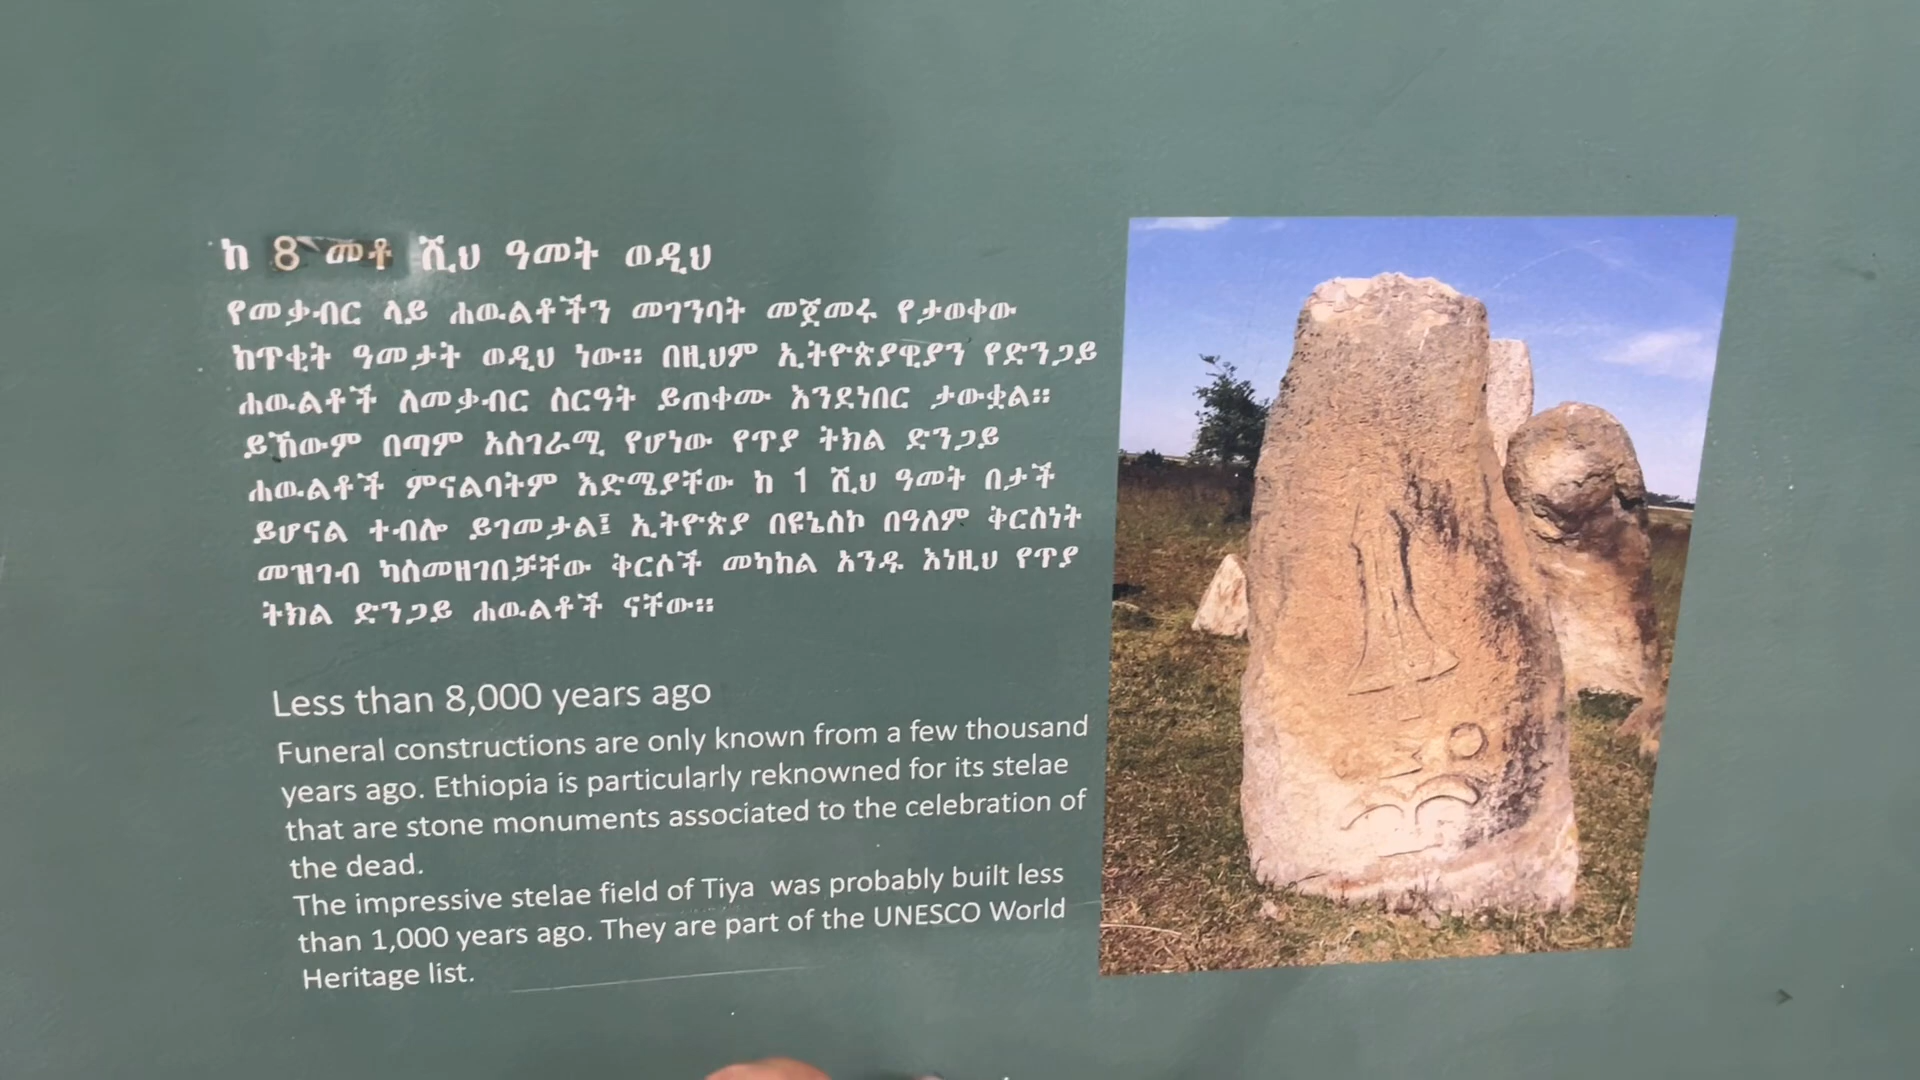 ከ 8 መቶ ሺህ ዓመት ወዲህ
የመቃብር ላይ ሐዉልቶችን መገንባት መጀመሩ የታወቀው
ከጥቂት ዓመታት ወዲህ ነው። በዚህም ኢትዮጵያዊያን የድንጋይ
ሐዉልቶች ለመቃብር ስርዓት ይጠቀሙ እንደነበር ታውቋል።
ይኸውም በጣም አስገራሚ የሆነው የጥያ ትክል ድንጋይ
ሐዉልቶች ምናልባትም እድሜያቸው ከ 1 ሺህ ዓመት በታች
ይሆናል ተብሎ ይገመታል፤ ኢትዮጵያ በዩኔስኮ በዓለም ቅርስነት
መዝገብ ካስመዘገበቻቸው ቅርሶች መካከል አንዱ እነዚህ የጥያ
ትክል ድንጋይ ሐዉልቶች ናቸው።
Less than 8,000 years ago
Funeral constructions are only known from a few thousand
years ago. Ethiopia is particularly reknowned for its stelae
that are stone monuments associated to the celebration of
the dead.
The impressive stelae field of Tiya was probably built less
than 1,000 years ago. They are part of the UNESCO World
Heritage list.